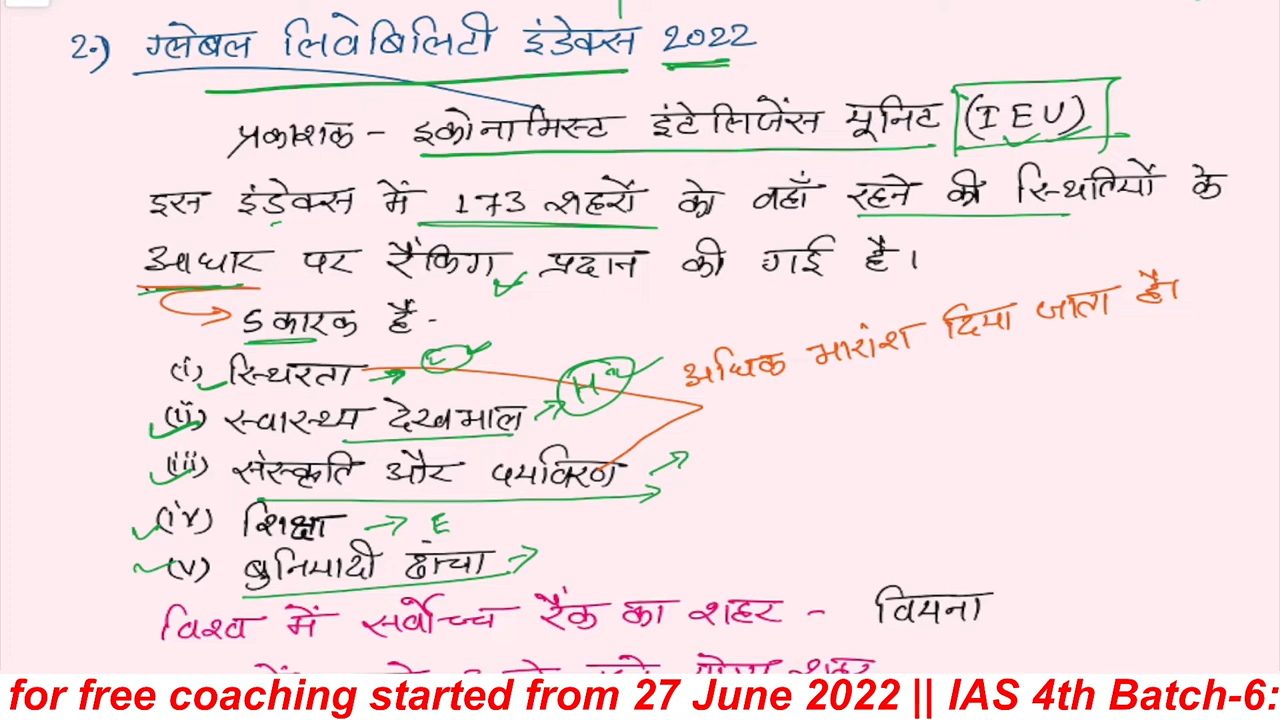 2.) ग्लेबल लिवेबिलिटी इंडेक्स 2022
प्रकाशक - इकोनामिस्ट इंटेलिजेंस यूनिट (IEU)
इस इंडेक्स में 173 शहरों को वहाँ रहने की स्थितियों के
आधार पर रैंकिग प्रदान की गई है।
5 कारक हैं -
अधिक भारांश दिया जाता है।
(i) स्थिरता →
(ii) स्वास्थ्य देखभाल → H
(iii) संस्कृति और पर्यावरण →
(iv) शिक्षा → E
(v) बुनियादी ढांचा →
विश्व में सर्वोच्च रैंक का शहर - वियना
for free coaching started from 27 June 2022 || IAS 4th Batch-6: